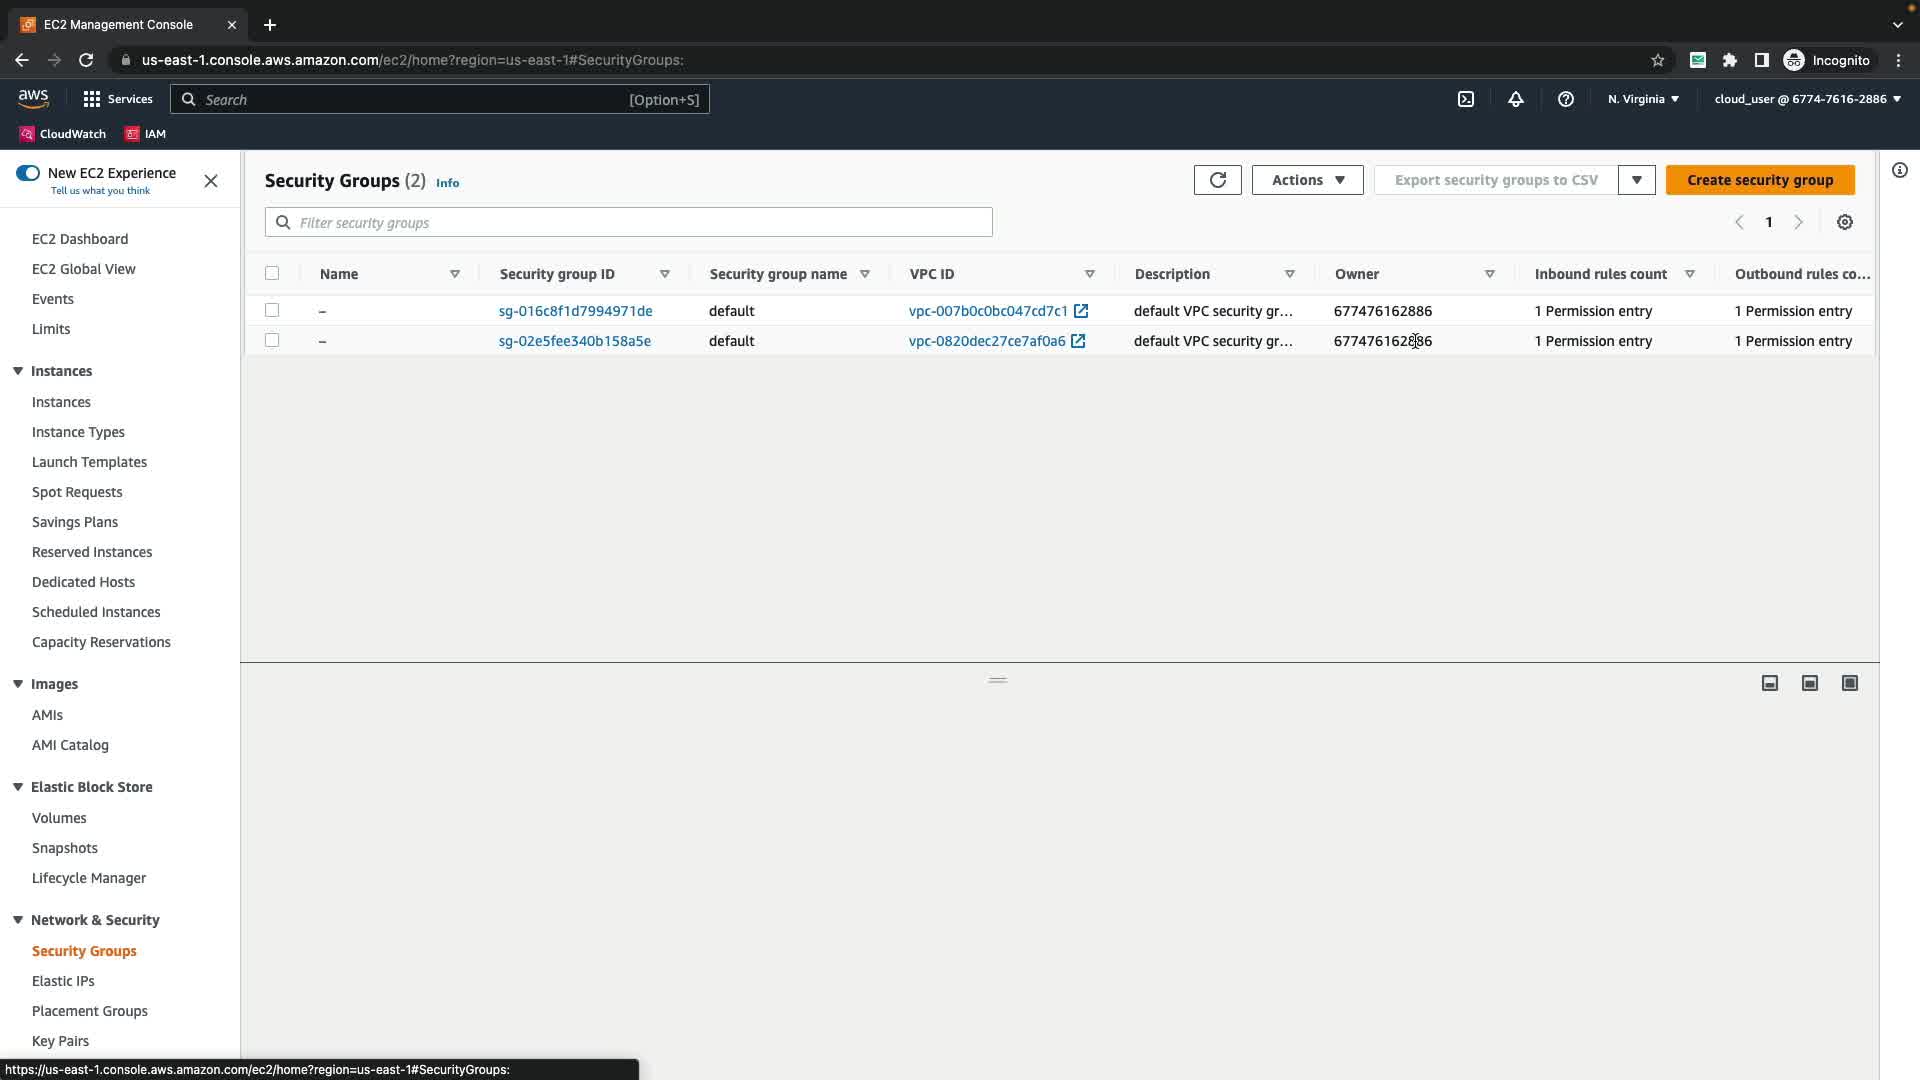 EC2 Management Console
us-east-1.console.aws.amazon.com/ec2/home?region=us-east-1#SecurityGroups:
Incognito
aws
Services
Search
[Option+S]
N. Virginia
cloud_user @ 6774-7616-2886
CloudWatch
IAM
New EC2 Experience
Tell us what you think
EC2 Dashboard
EC2 Global View
Events
Limits
Instances
Instances
Instance Types
Launch Templates
Spot Requests
Savings Plans
Reserved Instances
Dedicated Hosts
Scheduled Instances
Capacity Reservations
Images
AMIs
AMI Catalog
Elastic Block Store
Volumes
Snapshots
Lifecycle Manager
Network & Security
Security Groups
Elastic IPs
Placement Groups
Key Pairs
Security Groups (2) Info
Actions
Export security groups to CSV
Create security group
Filter security groups
1
Name Security group ID Security group name VPC ID Description Owner Inbound rules count Outbound rules co...
– sg-016c8f1d7994971de default vpc-007b0c0bc047cd7c1 default VPC security gr... 677476162886 1 Permission entry 1 Permission entry
– sg-02e5fee340b158a5e default vpc-0820dec27ce7af0a6 default VPC security gr... 677476162886 1 Permission entry 1 Permission entry
https://us-east-1.console.aws.amazon.com/ec2/home?region=us-east-1#SecurityGroups: